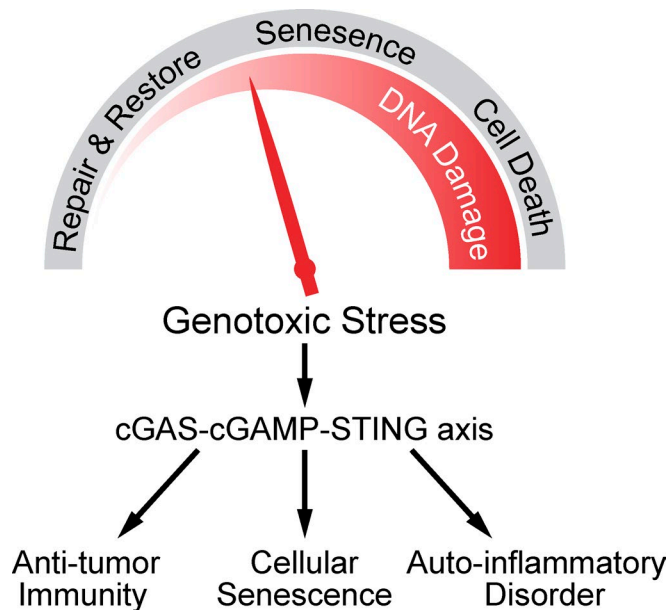 Repair & Restore
Senesence
Cell Death
DNA Damage
Genotoxic Stress
cGAS-cGAMP-STING axis
Anti-tumor
Immunity
Cellular
Senescence
Auto-inflammatory
Disorder